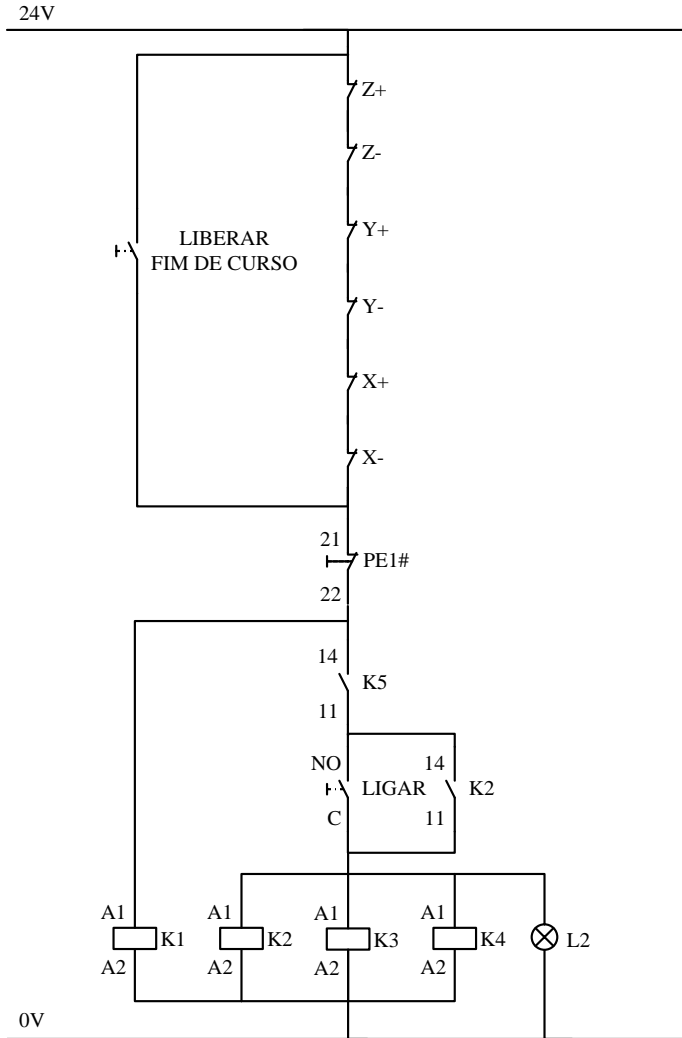 24V
Z+
Z-
Y+
LIBERAR
FIM DE CURSO
Y-
X+
X-
21
PE1#
22
14
K5
11
NO 14
LIGAR K2
C 11
A1 A1 A1 A1
K1 K2 K3 K4 L2
A2 A2 A2 A2
0V